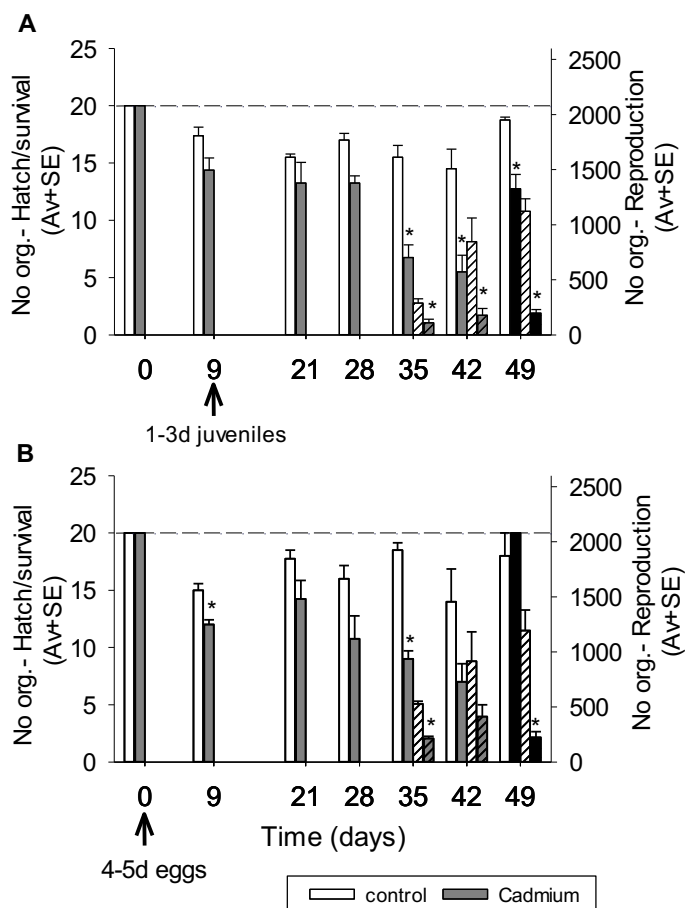 A
25
20
15
10
5
0
No org.- Hatch/survival
(Av+SE)
2500
2000
1500
1000
500
0
No org.- Reproduction
(Av+SE)
*
*
*
*
*
*
0 9 21 28 35 42 49
1-3d juveniles
B
25
20
15
10
5
0
No org.- Hatch/survival
(Av+SE)
2500
2000
1500
1000
500
0
No org.- Reproduction
(Av+SE)
*
*
*
*
0 9 21 28 35 42 49
Time (days)
4-5d eggs
control Cadmium